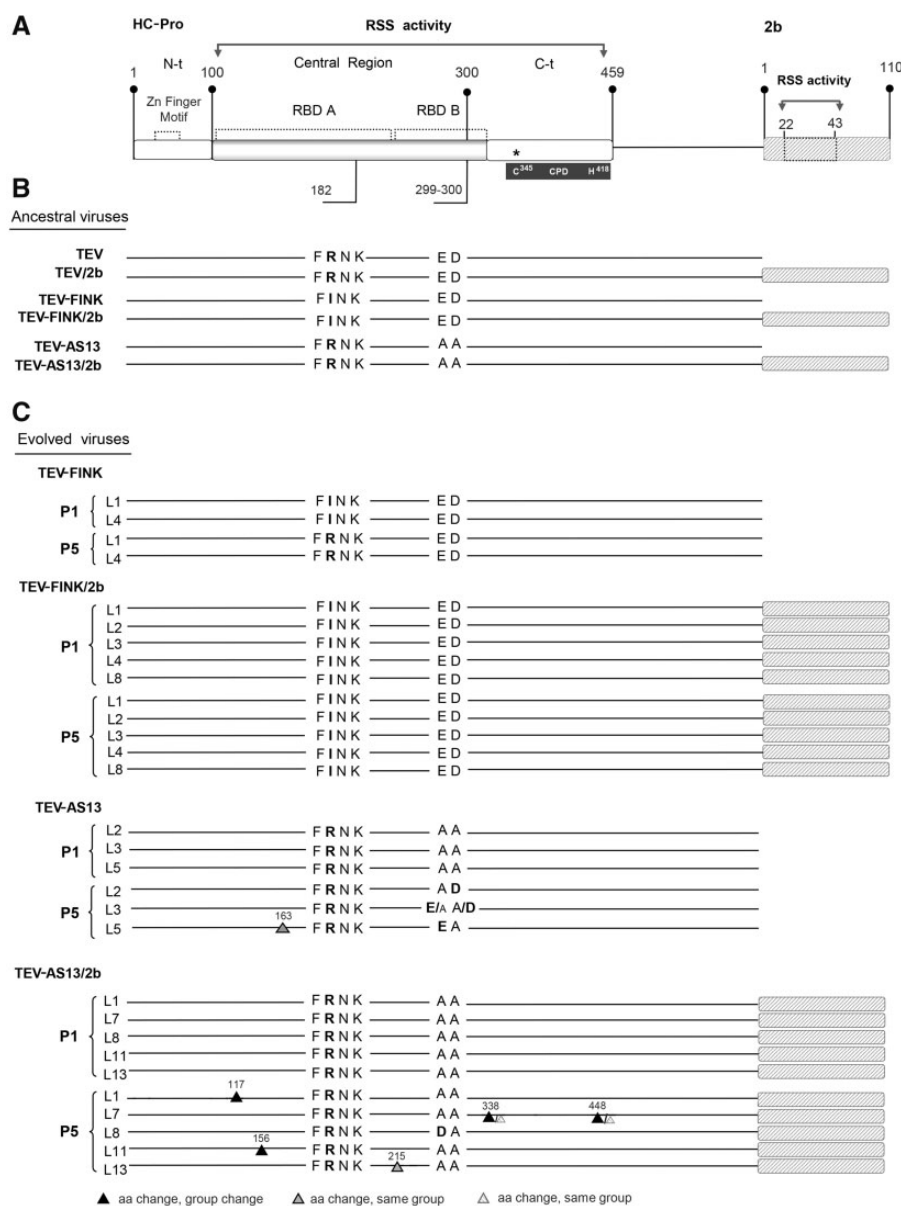 A
HC-Pro
RSS activity
2b
1
N-t
100
Central Region
300
C-t
459
1
110
Zn Finger
Motif
RBD A
RBD B
RSS activity
22
43
*
C345 CPD H418
182
299-300
B
Ancestral viruses
TEV F R N K E D
TEV/2b F R N K E D
TEV-FINK F I N K E D
TEV-FINK/2b F I N K E D
TEV-AS13 F R N K A A
TEV-AS13/2b F R N K A A
C
Evolved viruses
TEV-FINK
P1
L1 F I N K E D
L4 F I N K E D
P5
L1 F R N K E D
L4 F R N K E D
TEV-FINK/2b
P1
L1 F I N K E D
L2 F I N K E D
L3 F I N K E D
L4 F I N K E D
L8 F I N K E D
P5
L1 F I N K E D
L2 F I N K E D
L3 F I N K E D
L4 F I N K E D
L8 F I N K E D
TEV-AS13
P1
L2 F R N K A A
L3 F R N K A A
L5 F R N K A A
P5
L2 F R N K A D
L3 F R N K E/A A/D
163
L5 F R N K E A
TEV-AS13/2b
P1
L1 F R N K A A
L7 F R N K A A
L8 F R N K A A
L11 F R N K A A
L13 F R N K A A
P5
117
L1 F R N K A A
338 448
L7 F R N K A A
L8 F R N K D A
156
L11 F R N K A A
215
L13 F R N K A A
aa change, group change
aa change, same group
aa change, same group